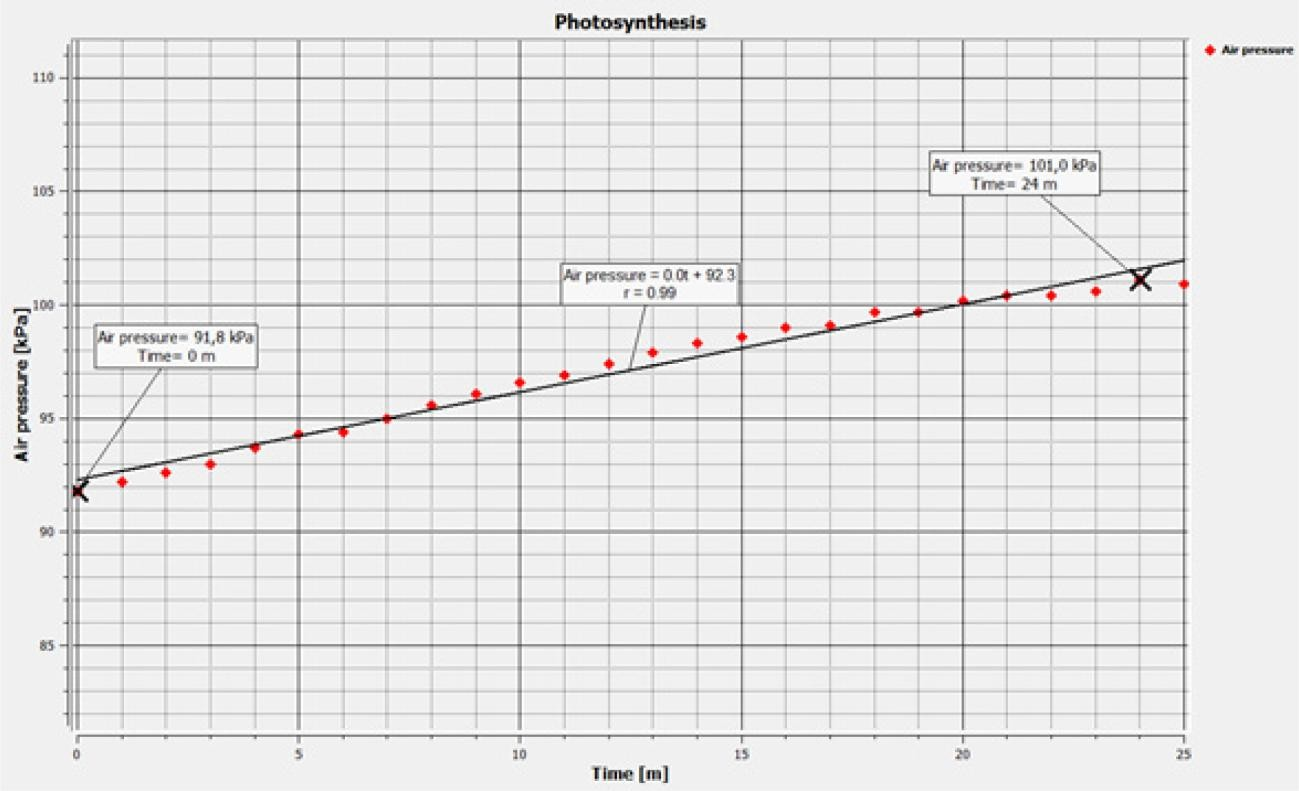 Photosynthesis
Air pressure
110
105
100
95
90
85
Air pressure [kPa]
Air pressure= 91,8 kPa
Time= 0 m
Air pressure = 0.0t + 92.3
r = 0.99
Air pressure= 101,0 kPa
Time= 24 m
0
5
10
15
20
25
Time [m]